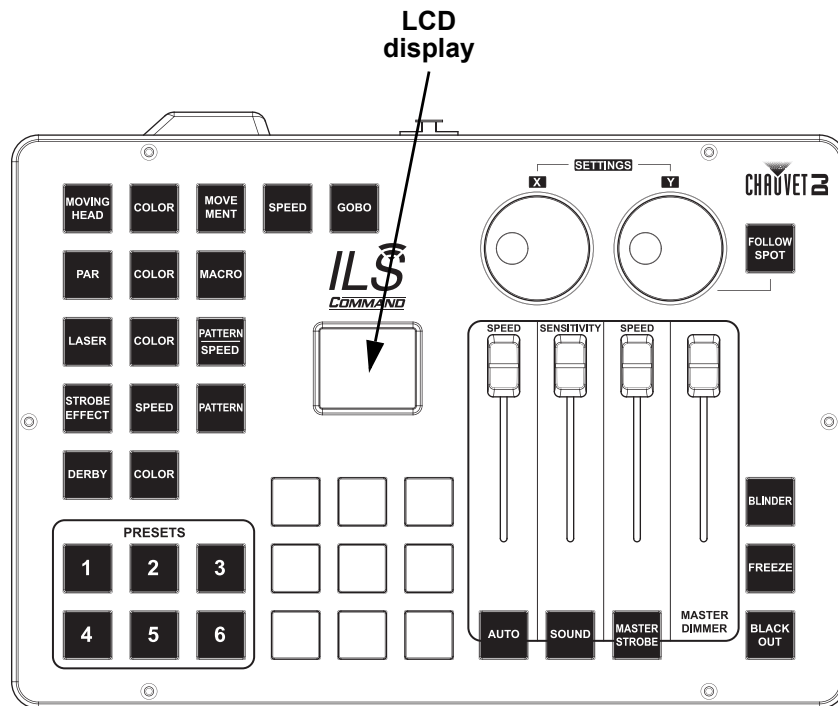 LCD
display
SETTINGS
X
Y
CHAUVET DJ
MOVING
HEAD
COLOR
MOVE
MENT
SPEED
GOBO
FOLLOW
SPOT
PAR
COLOR
MACRO
ILS
COMMAND
LASER
COLOR
PATTERN
SPEED
SPEED
SENSITIVITY
SPEED
STROBE
EFFECT
SPEED
PATTERN
DERBY
COLOR
BLINDER
PRESETS
1
2
3
FREEZE
4
5
6
AUTO
SOUND
MASTER
STROBE
MASTER
DIMMER
BLACK
OUT